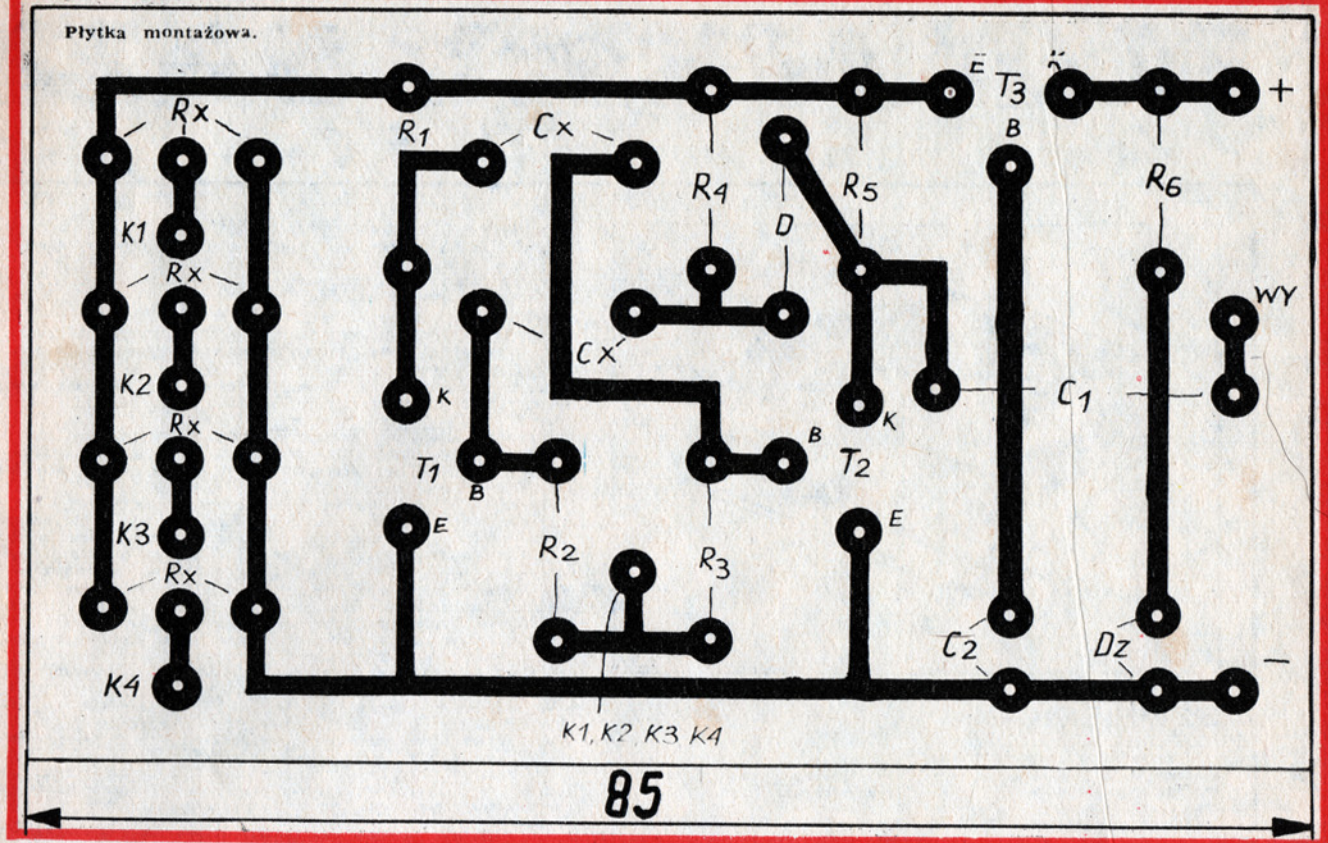 Płytka montażowa.
E T3 K +
Rx R1 Cx B
R4 R5 R6
K1 D
Rx WY
K2 Cx C1
K K
Rx B
T1 T2
B
K3 E E
R2 R3
Rx
C2 Dz
K4 −
K1, K2, K3 K4
85